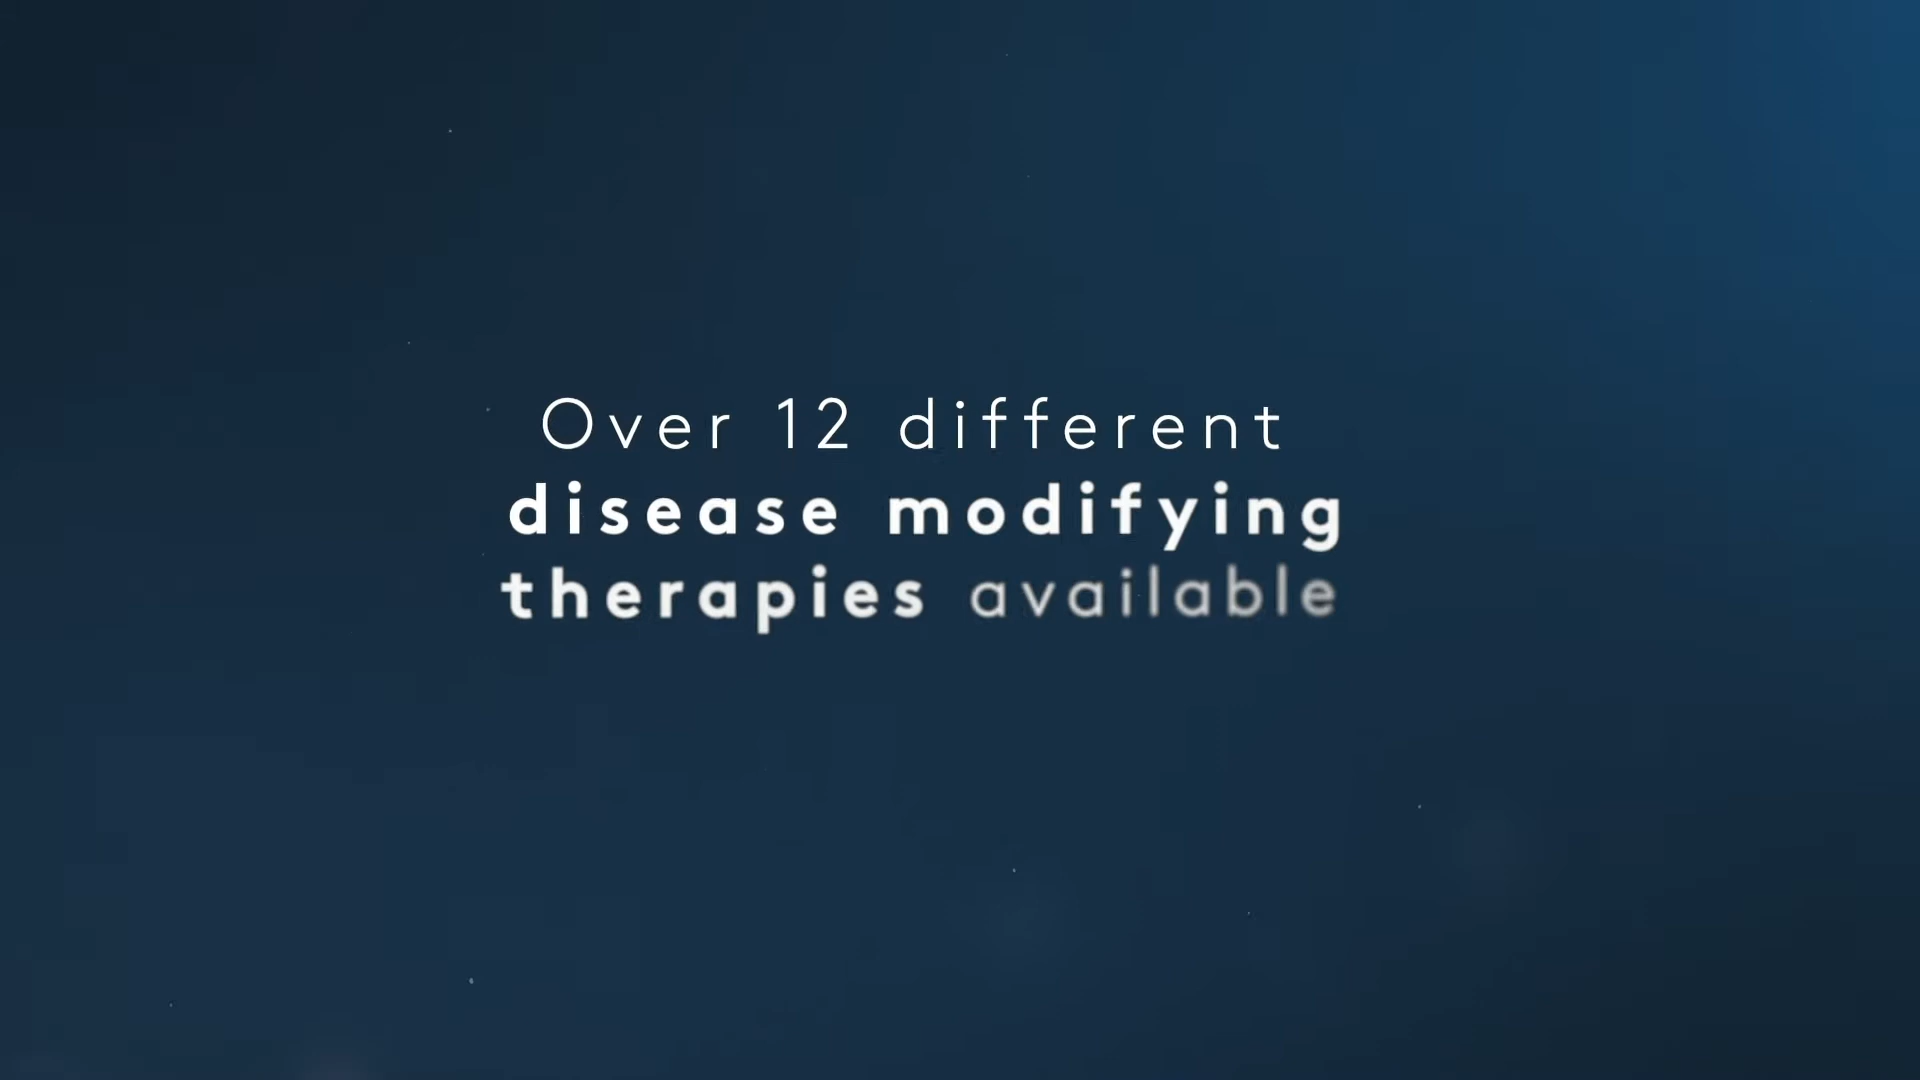 Over 12 different
disease modifying
therapies available